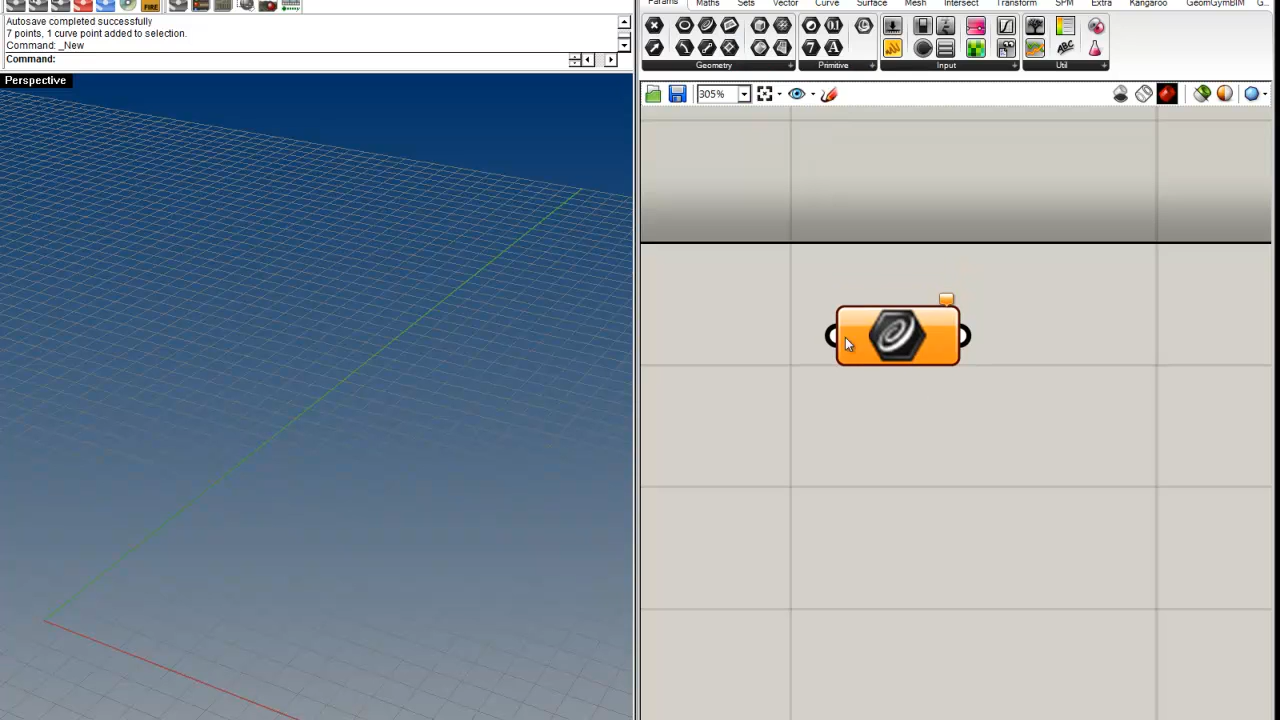 Autosave completed successfully
7 points, 1 curve point added to selection.
Command: _New
Command:
Perspective
Params Maths Sets Vector Curve Surface Mesh Intersect Transform SPM Extra Kangaroo GeomGymBIM G...
Geometry Primitive Input Util
305%
FIRE